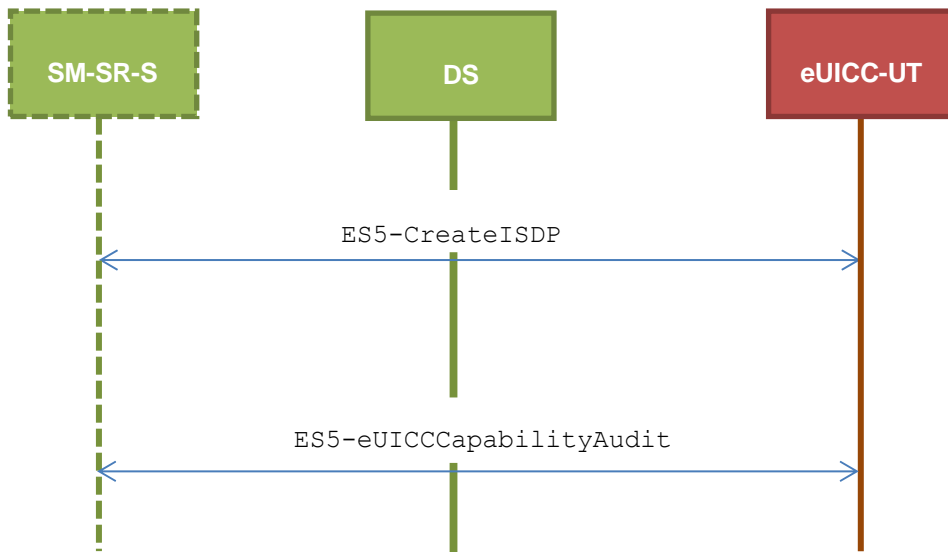 SM-SR-S
DS
eUICC-UT
ES5-CreateISDP
ES5-eUICCCapabilityAudit